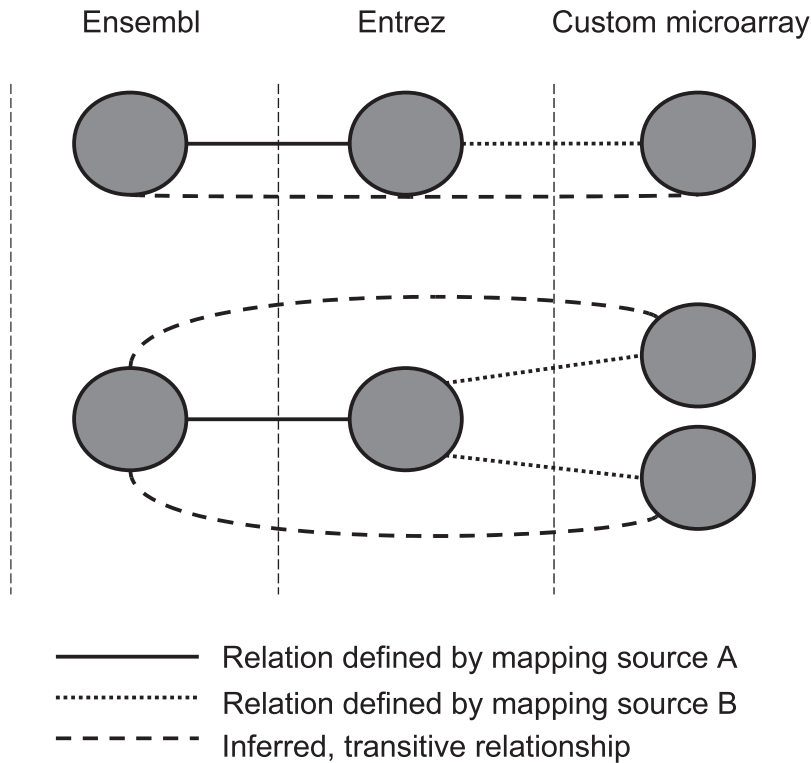 Ensembl Entrez Custom microarray
Relation defined by mapping source A
Relation defined by mapping source B
Inferred, transitive relationship